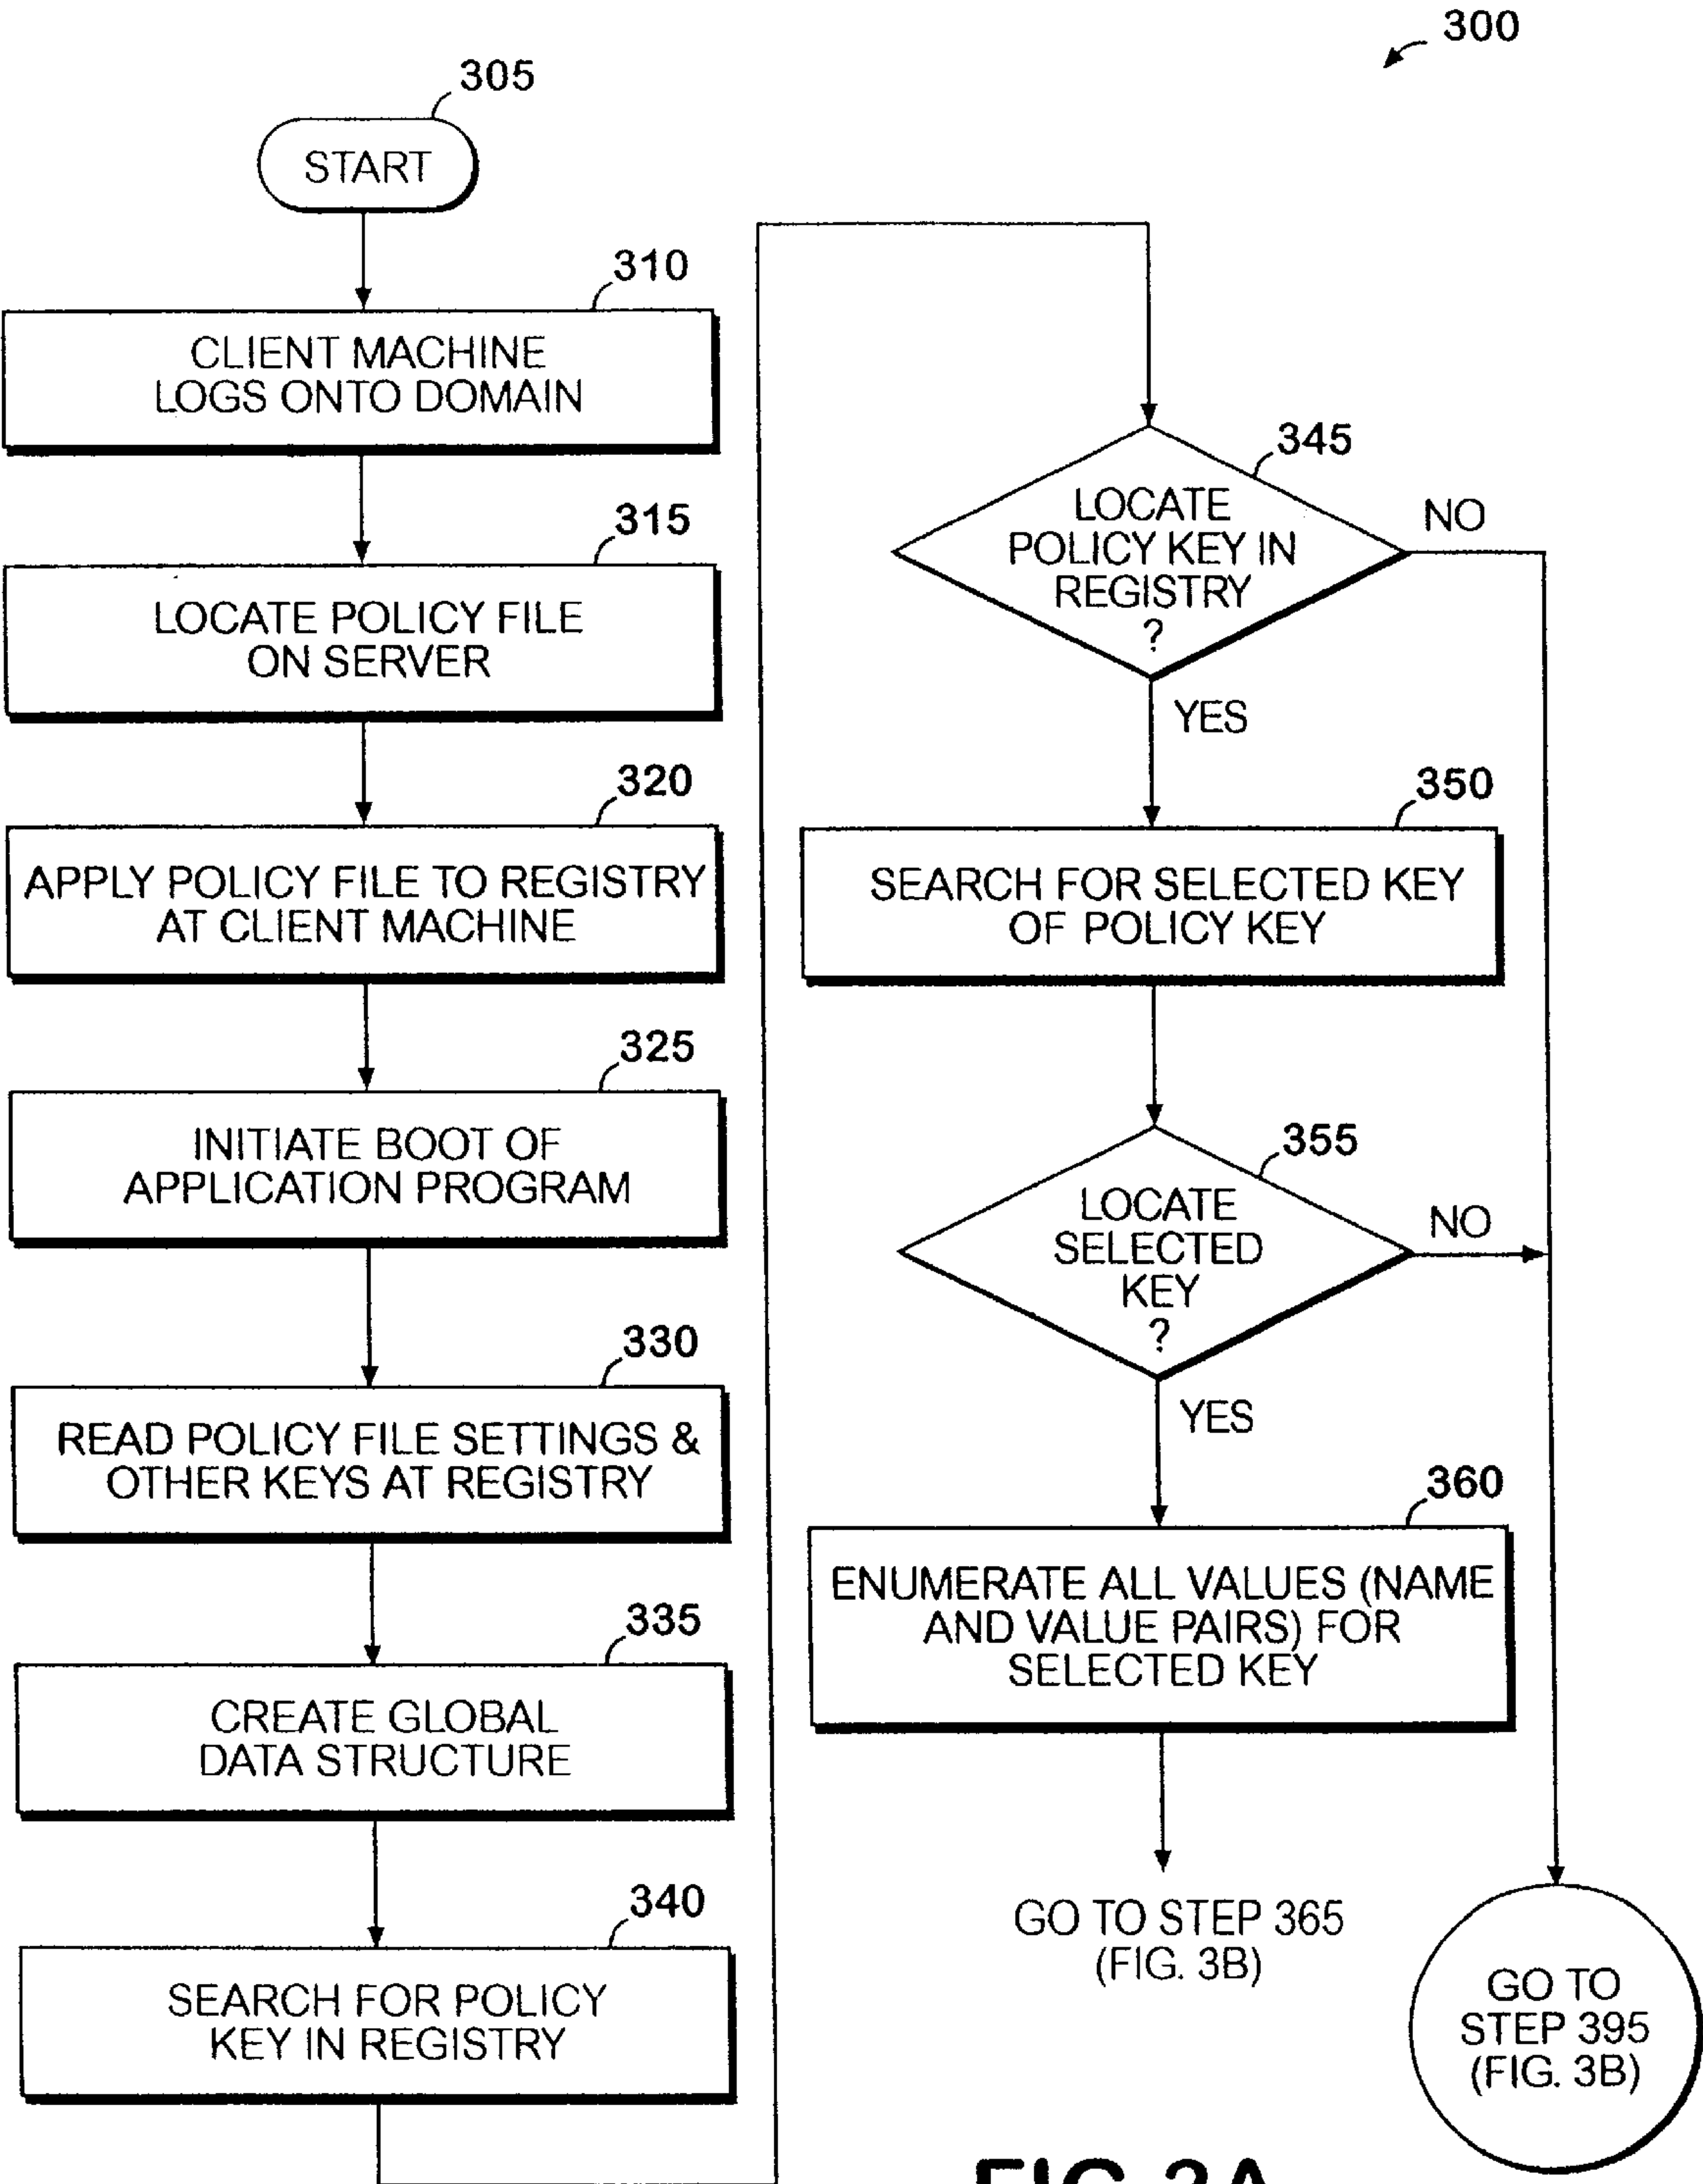 300
305
START
310
CLIENT MACHINE
LOGS ONTO DOMAIN
315
LOCATE POLICY FILE
ON SERVER
320
APPLY POLICY FILE TO REGISTRY
AT CLIENT MACHINE
325
INITIATE BOOT OF
APPLICATION PROGRAM
330
READ POLICY FILE SETTINGS &
OTHER KEYS AT REGISTRY
335
CREATE GLOBAL
DATA STRUCTURE
340
SEARCH FOR POLICY
KEY IN REGISTRY
345
LOCATE
POLICY KEY IN
REGISTRY
?
NO
YES
350
SEARCH FOR SELECTED KEY
OF POLICY KEY
355
LOCATE
SELECTED
KEY
?
NO
YES
360
ENUMERATE ALL VALUES (NAME
AND VALUE PAIRS) FOR
SELECTED KEY
GO TO STEP 365
(FIG. 3B)
GO TO
STEP 395
(FIG. 3B)
FIG.3A